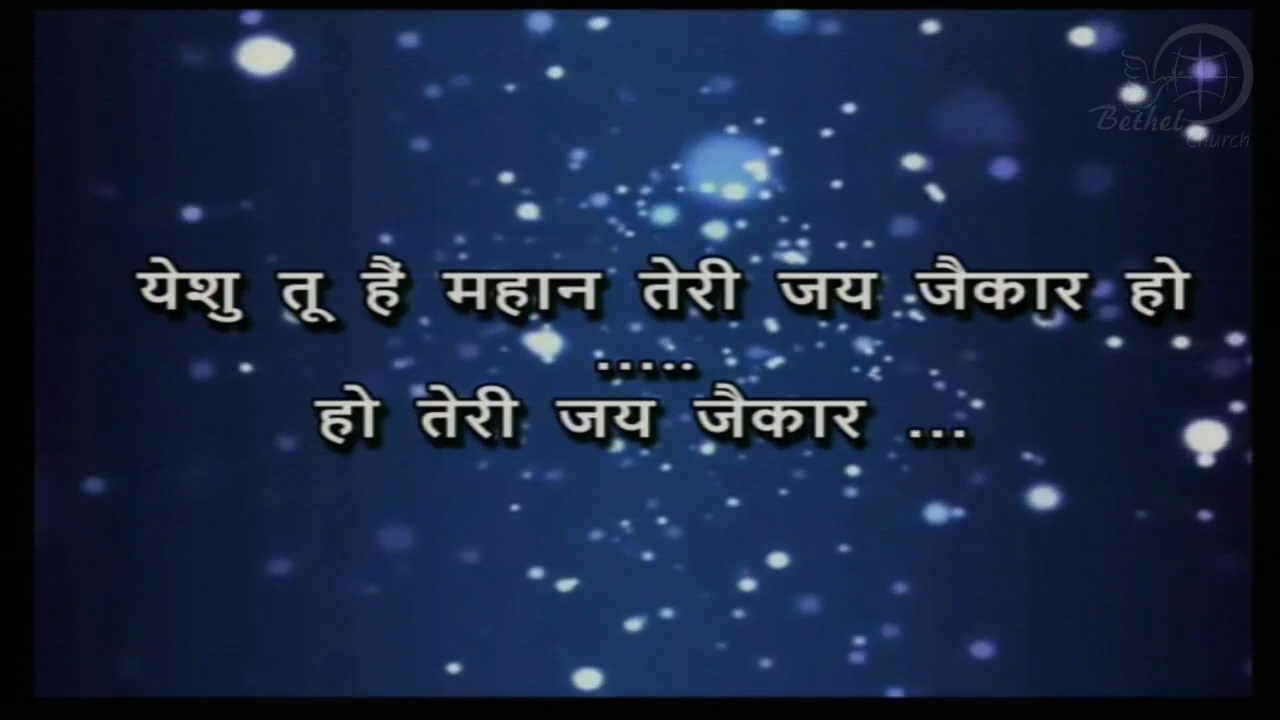 Bethel
Church
येशु तू हैं महान तेरी जय जैकार हो
.....
हो तेरी जय जैकार ...